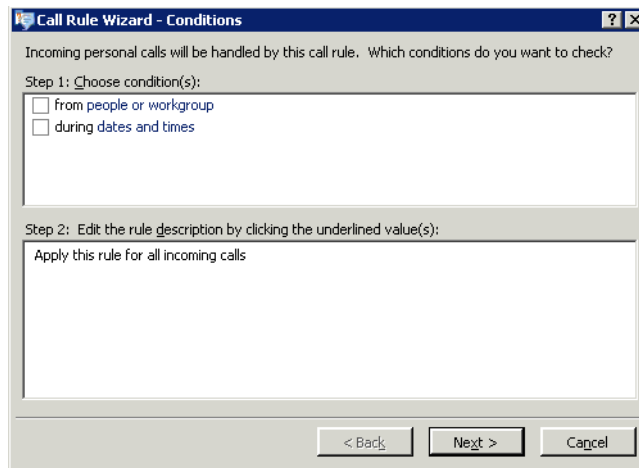 Call Rule Wizard - Conditions
Incoming personal calls will be handled by this call rule. Which conditions do you want to check?
Step 1: Choose condition(s):
from people or workgroup
during dates and times
Step 2: Edit the rule description by clicking the underlined value(s):
Apply this rule for all incoming calls
< Back Next > Cancel